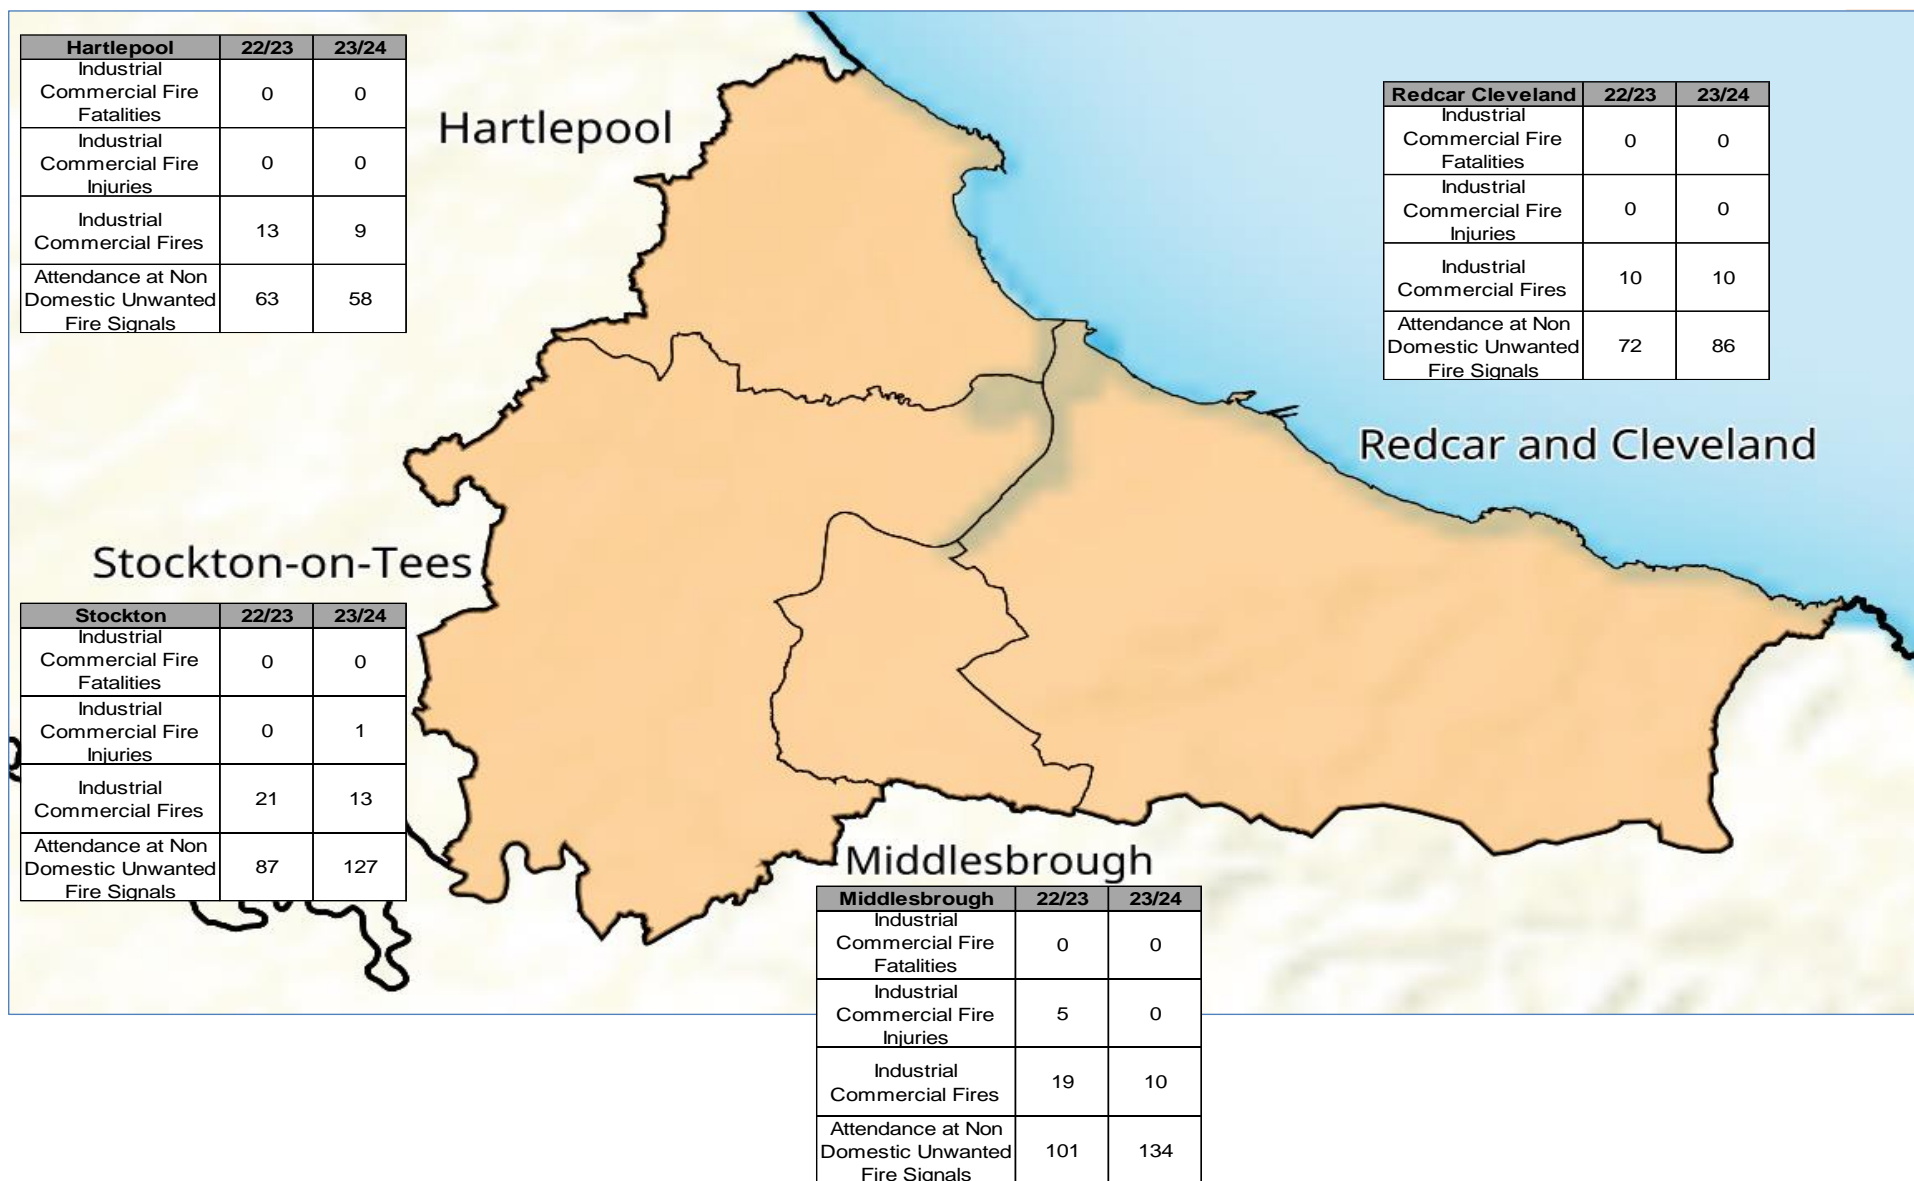 Hartlepool 22/23 23/24
Industrial
Commercial Fire
Fatalities
0 0
Industrial
Commercial Fire
Injuries
0 0
Industrial
Commercial Fires
13 9
Attendance at Non
Domestic Unwanted
Fire Signals
63 58
Hartlepool
Redcar Cleveland 22/23 23/24
Industrial
Commercial Fire
Fatalities
0 0
Industrial
Commercial Fire
Injuries
0 0
Industrial
Commercial Fires
10 10
Attendance at Non
Domestic Unwanted
Fire Signals
72 86
Redcar and Cleveland
Stockton-on-Tees
Stockton 22/23 23/24
Industrial
Commercial Fire
Fatalities
0 0
Industrial
Commercial Fire
Injuries
0 1
Industrial
Commercial Fires
21 13
Attendance at Non
Domestic Unwanted
Fire Signals
87 127
Middlesbrough
Middlesbrough 22/23 23/24
Industrial
Commercial Fire
Fatalities
0 0
Industrial
Commercial Fire
Injuries
5 0
Industrial
Commercial Fires
19 10
Attendance at Non
Domestic Unwanted
Fire Signals
101 134